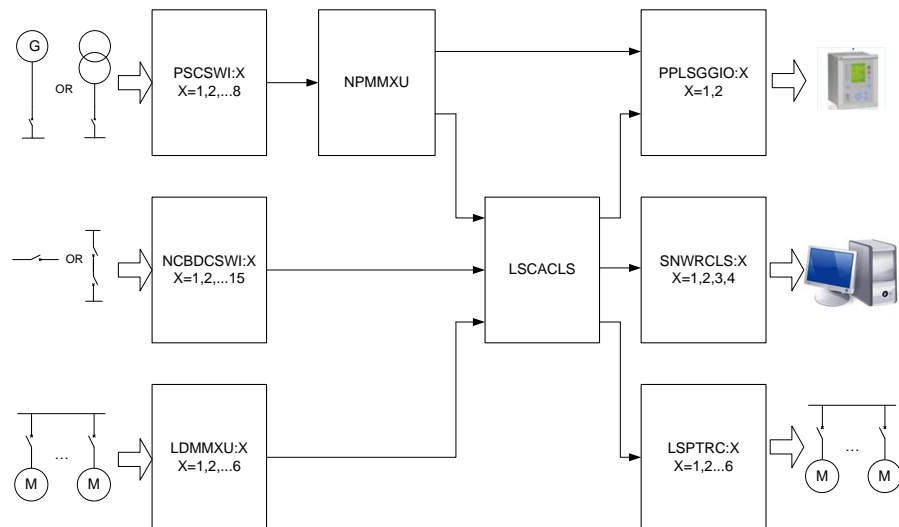 G
OR
PSCSWI:X
X=1,2,...8
NPMMXU
PPLSGGIO:X
X=1,2
OR
NCBDCSWI:X
X=1,2,...15
LSCACLS
SNWRCLS:X
X=1,2,3,4
M
...
M
LDMMXU:X
X=1,2,...6
LSPTRC:X
X=1,2...6
M
...
M